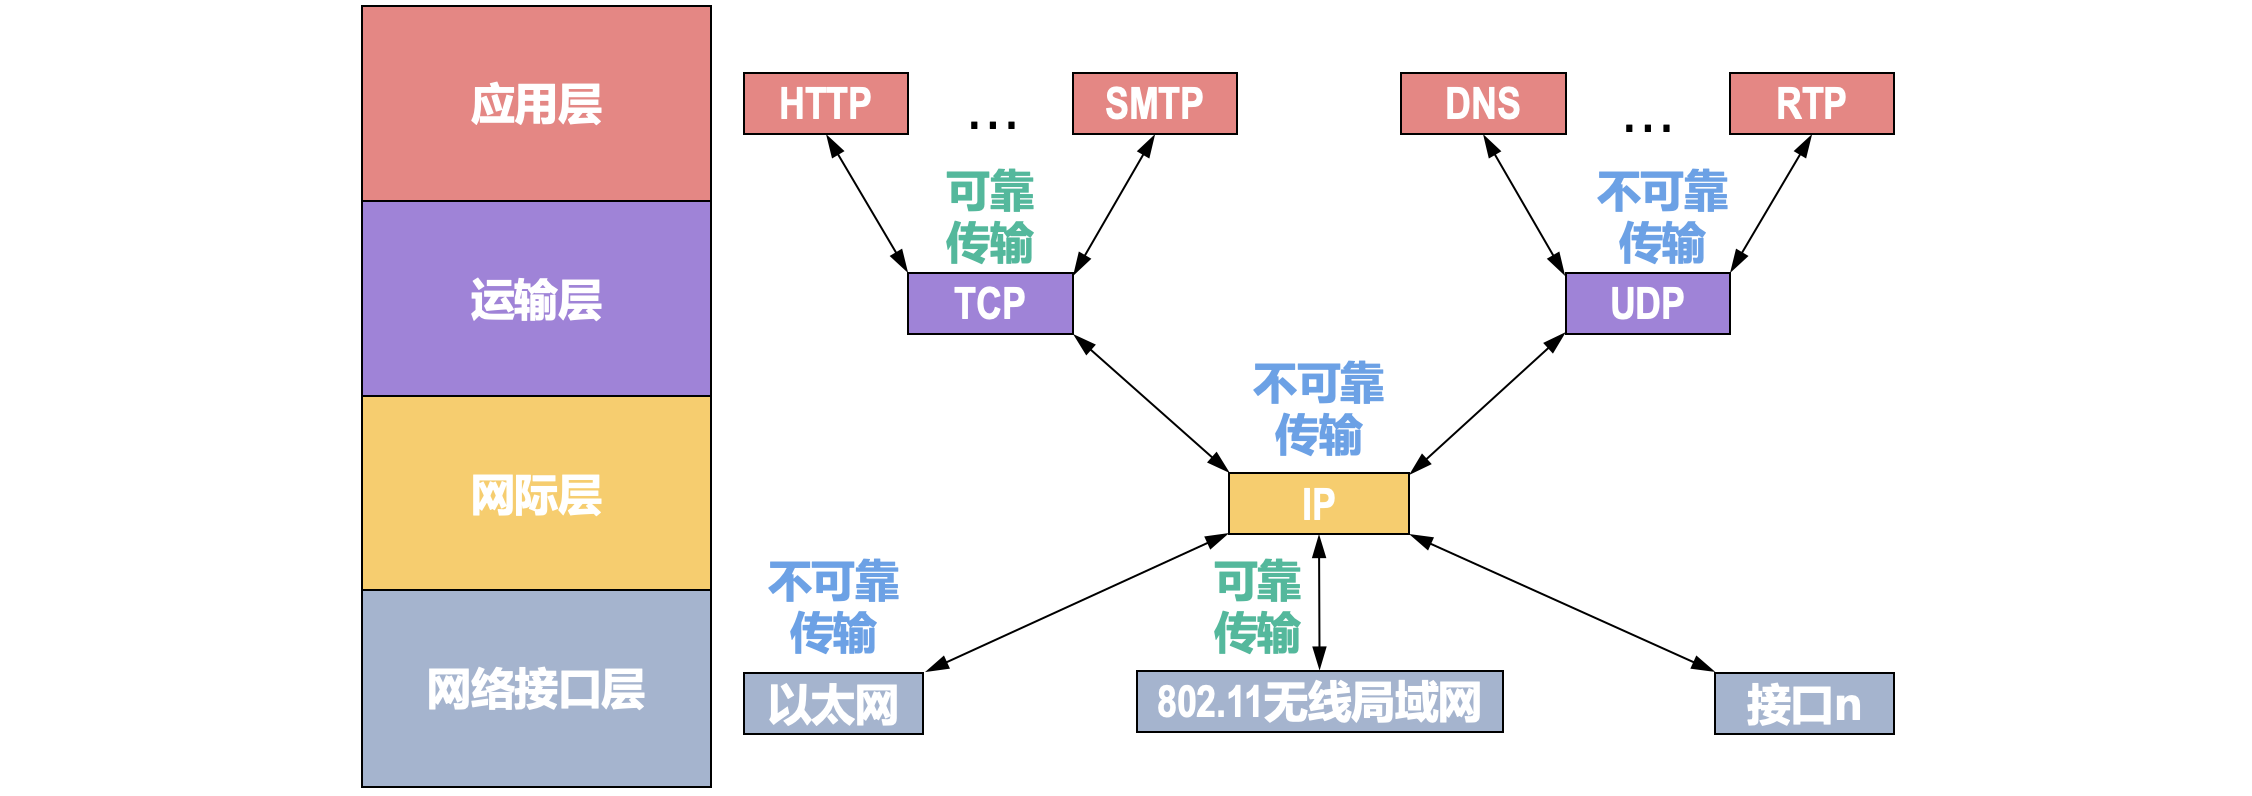 应用层
HTTP
...
SMTP
DNS
...
RTP
可靠
传输
不可靠
传输
运输层
TCP
UDP
不可靠
传输
网际层
IP
不可靠
传输
可靠
传输
网络接口层
以太网
802.11无线局域网
接口n